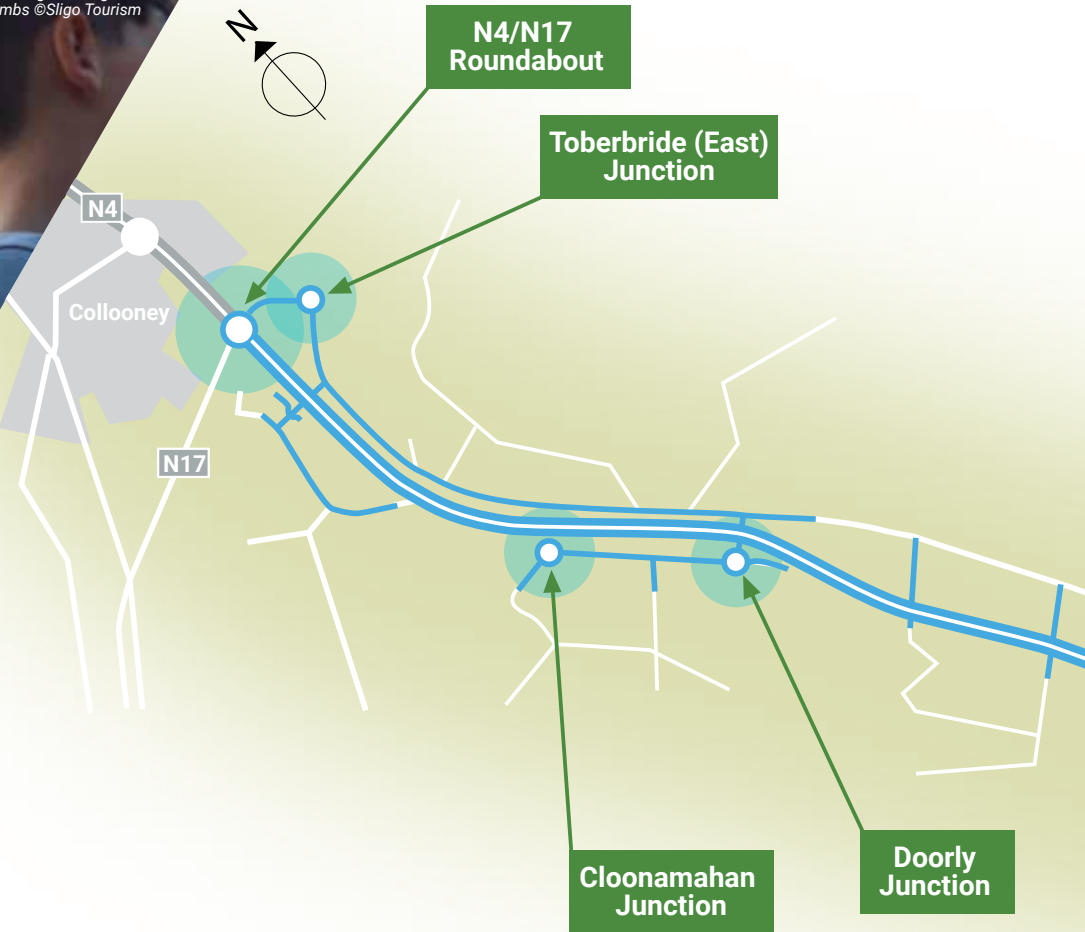 mbs ©Sligo Tourism
N
N4/N17
Roundabout
Toberbride (East)
Junction
N4
Collooney
N17
Cloonamahan
Junction
Doorly
Junction